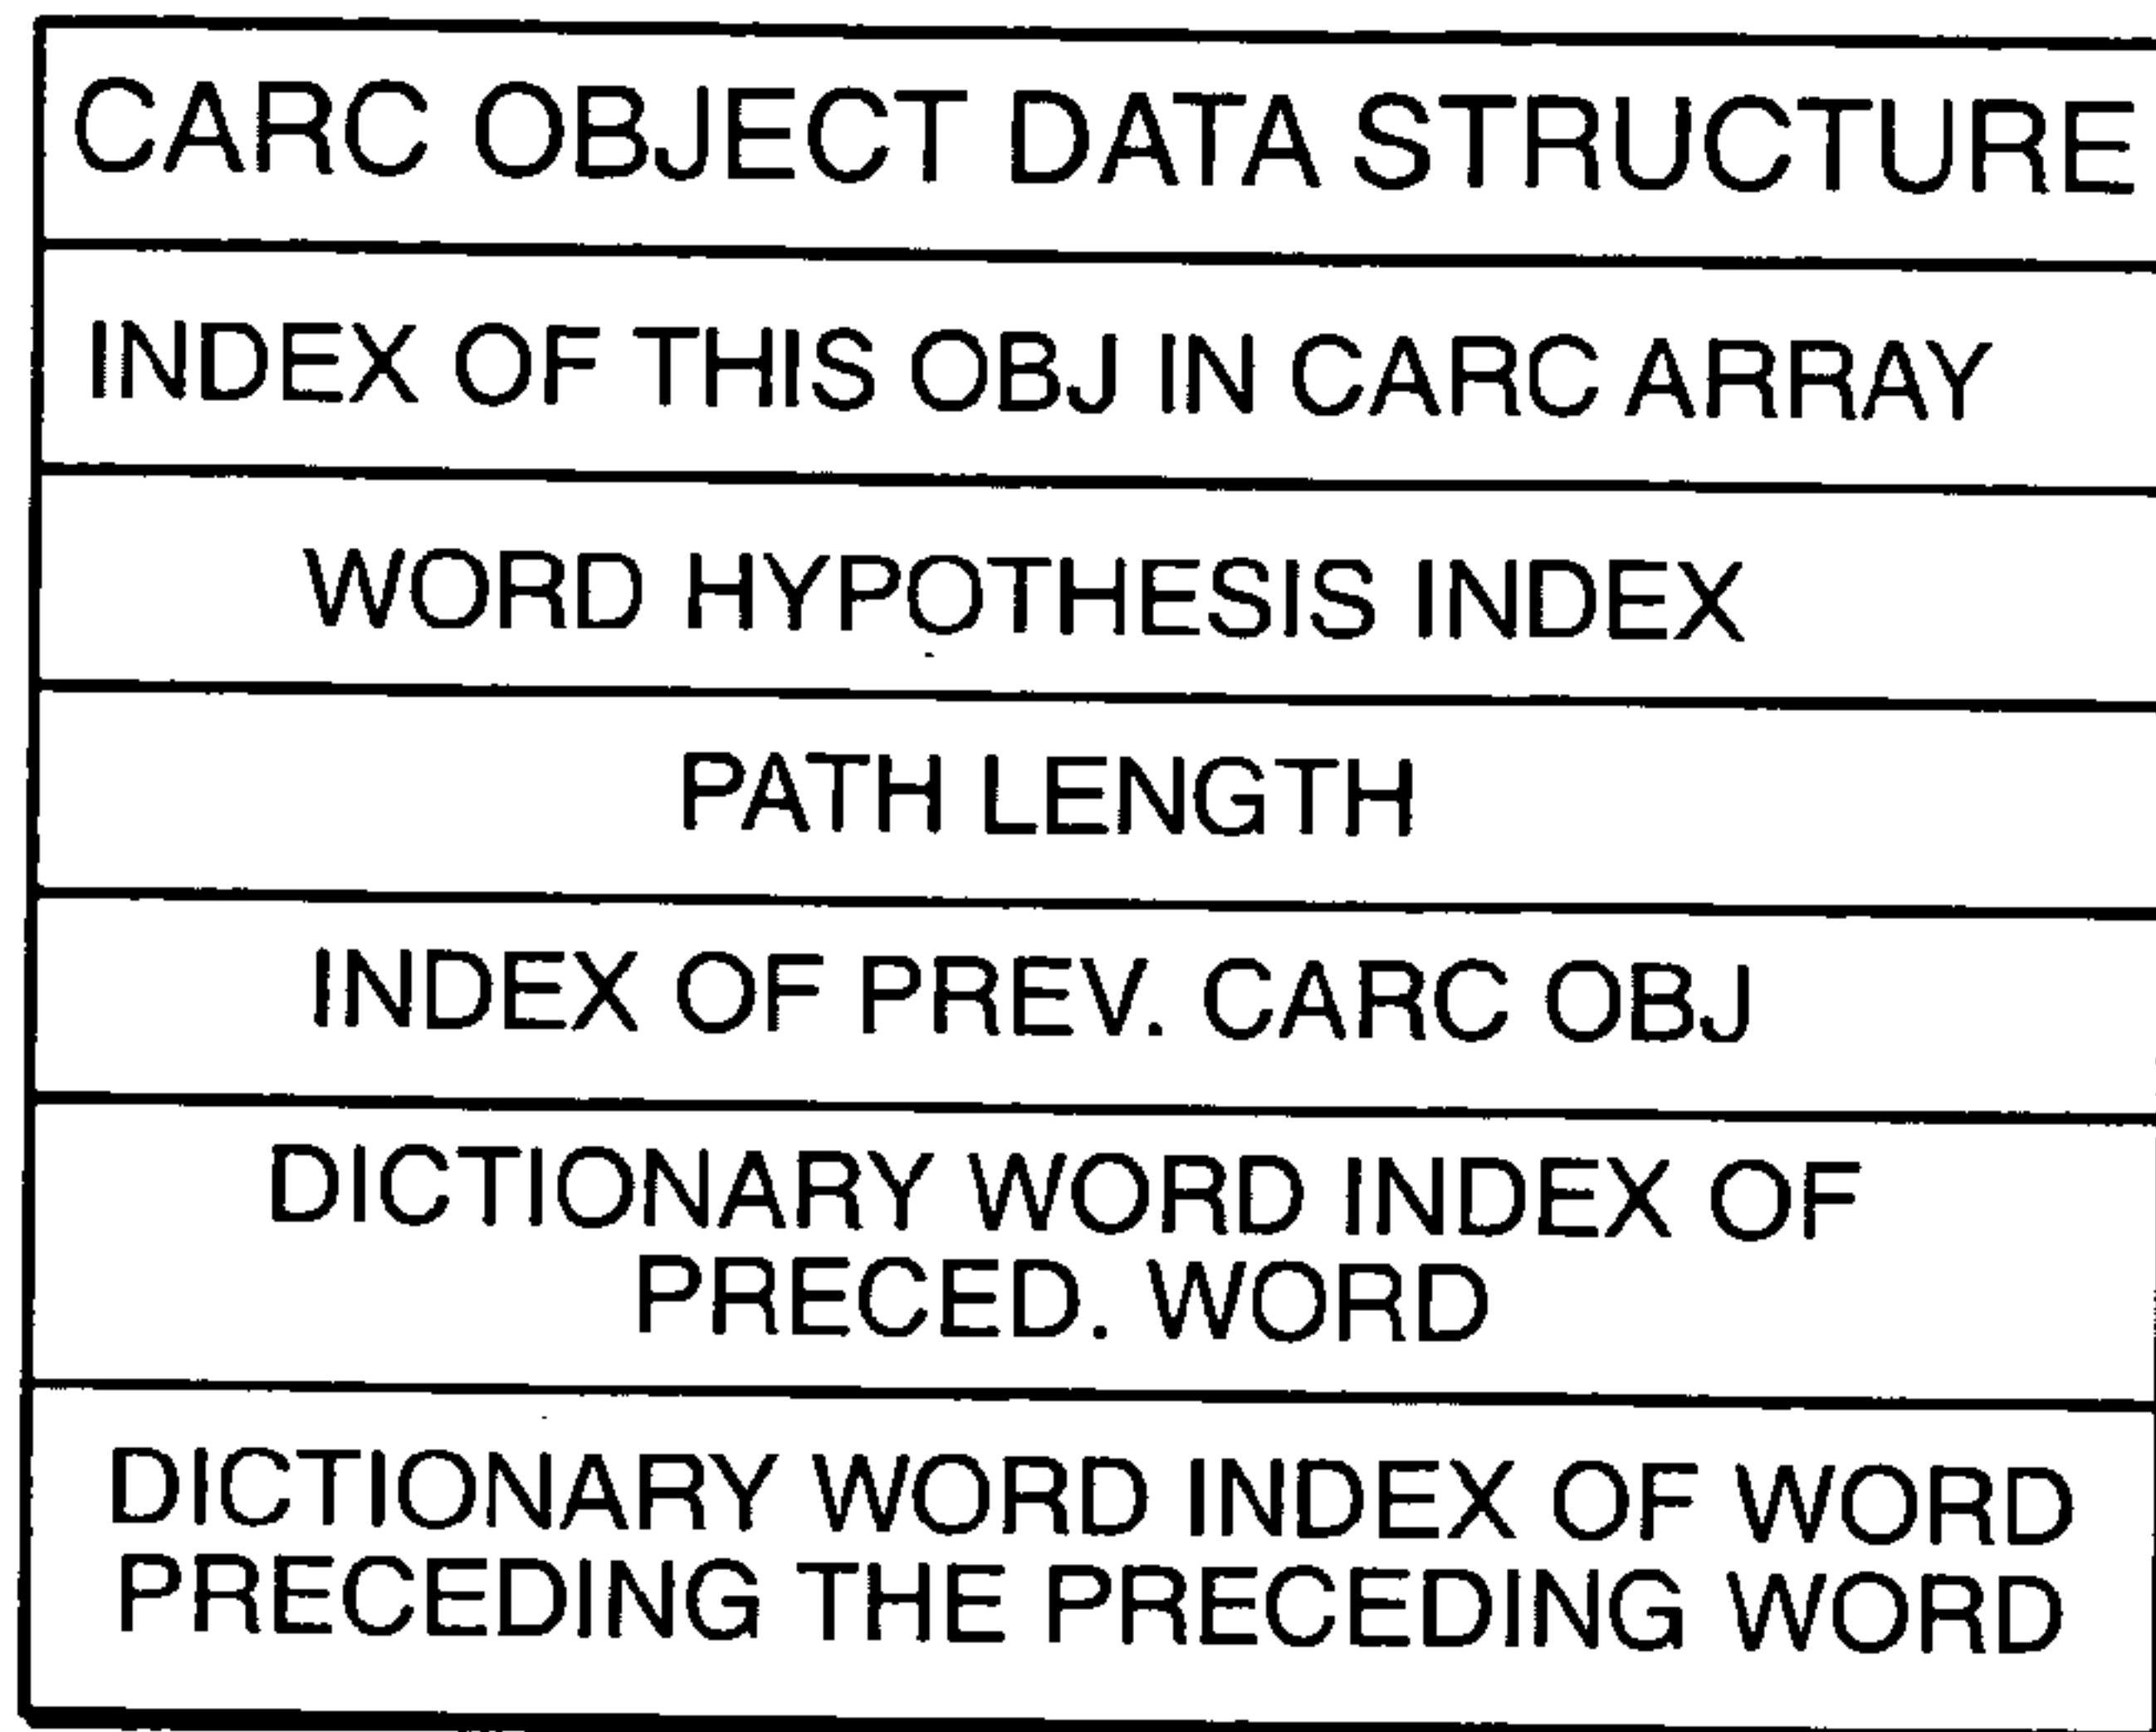 CARC OBJECT DATA STRUCTURE
INDEX OF THIS OBJ IN CARC ARRAY
WORD HYPOTHESIS INDEX
PATH LENGTH
INDEX OF PREV. CARC OBJ
DICTIONARY WORD INDEX OF
PRECED. WORD
DICTIONARY WORD INDEX OF WORD
PRECEDING THE PRECEDING WORD